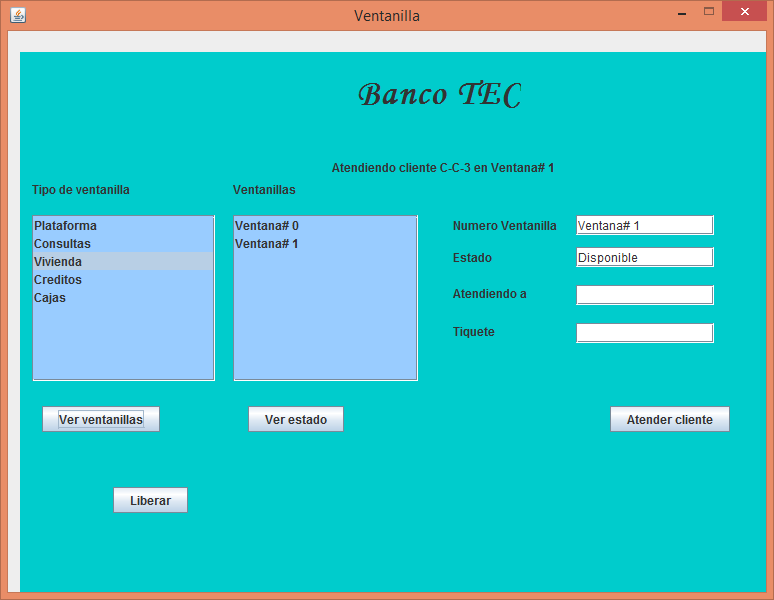 Ventanilla
Banco TEC
Atendiendo cliente C-C-3 en Ventana# 1
Tipo de ventanilla
Ventanillas
Plataforma
Consultas
Vivienda
Creditos
Cajas
Ventana# 0
Ventana# 1
Numero Ventanilla
Ventana# 1
Estado
Disponible
Atendiendo a
Tiquete
Ver ventanillas
Ver estado
Atender cliente
Liberar